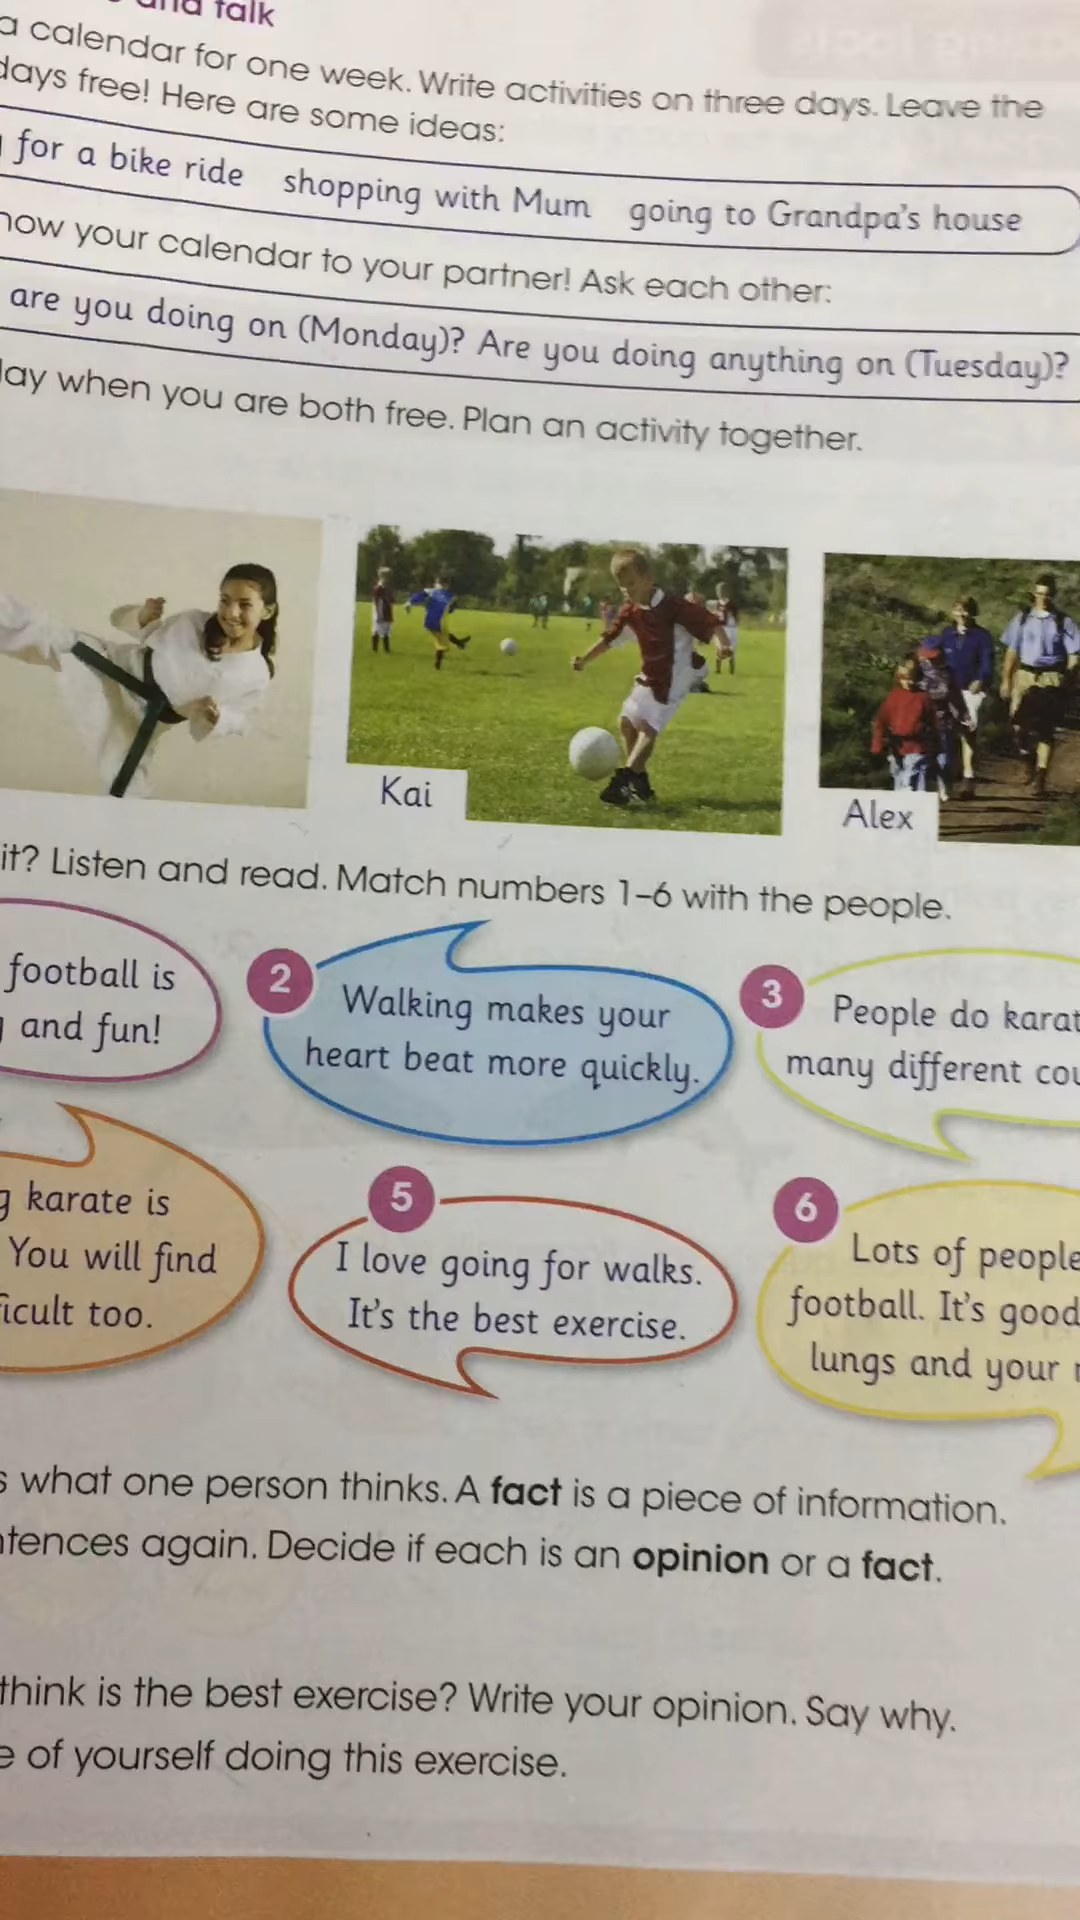 and talk
a calendar for one week. Write activities on three days. Leave the
days free! Here are some ideas:
for a bike ride shopping with Mum going to Grandpa's house
how your calendar to your partner! Ask each other:
are you doing on (Monday)? Are you doing anything on (Tuesday)?
day when you are both free. Plan an activity together.
Kai
Alex
it? Listen and read. Match numbers 1–6 with the people.
football is
and fun!
2
Walking makes your
heart beat more quickly.
3
People do karat
many different cou
g karate is
You will find
ficult too.
5
I love going for walks.
It's the best exercise.
6
Lots of people
football. It's good
lungs and your
s what one person thinks. A fact is a piece of information.
ntences again. Decide if each is an opinion or a fact.
think is the best exercise? Write your opinion. Say why.
e of yourself doing this exercise.